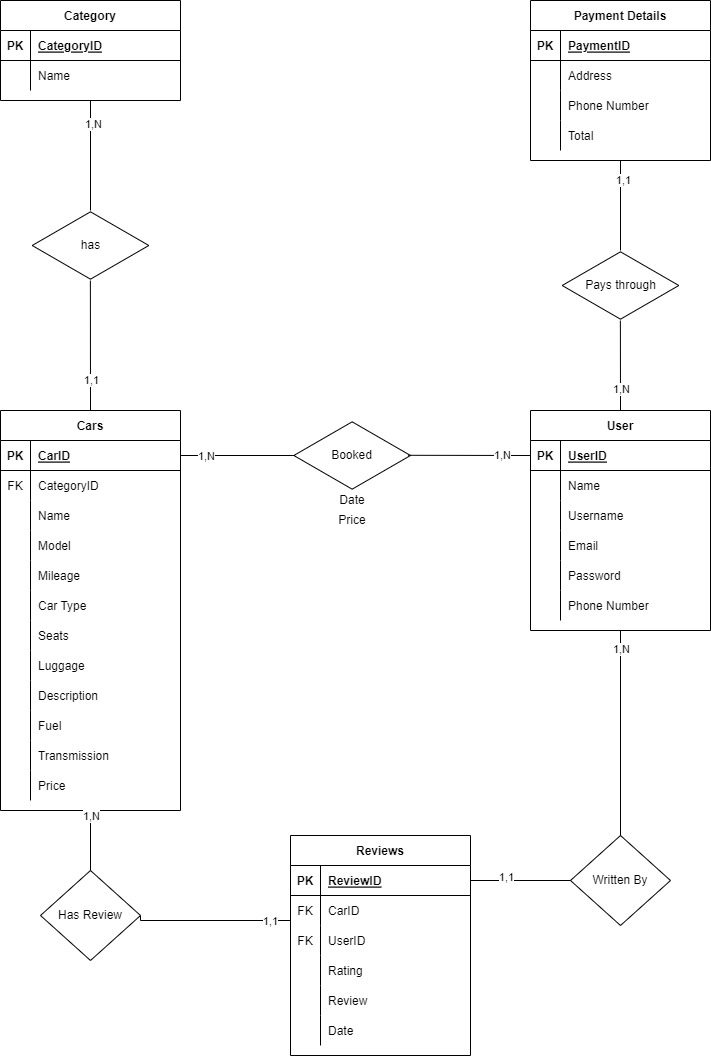 Category
PK CategoryID
Name
1,N
has
1,1
Payment Details
PK PaymentID
Address
Phone Number
Total
1,1
Pays through
1,N
Cars
PK CarID
FK CategoryID
Name
Model
Mileage
Car Type
Seats
Luggage
Description
Fuel
Transmission
Price
1,N
Booked
1,N
Date
Price
User
PK UserID
Name
Username
Email
Password
Phone Number
1,N
Written By
1,1
1,N
Has Review
1,1
Reviews
PK ReviewID
FK CarID
FK UserID
Rating
Review
Date